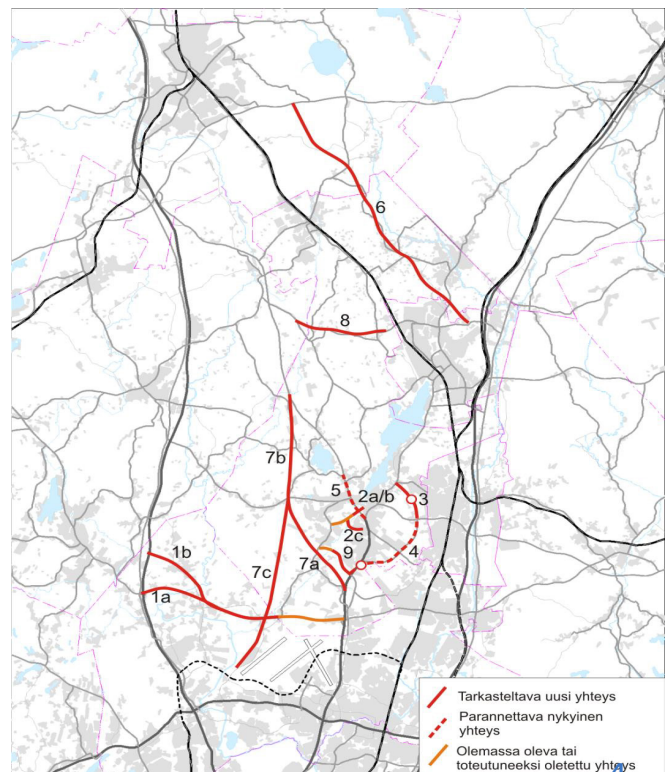 6
8
7b
5
2a/b
3
2c
1b
9
4
7a
7c
1a
Tarkasteltava uusi yhteys
Parannettava nykyinen
yhteys
Olemassa oleva tai
toteutuneeksi oletettu yhteys